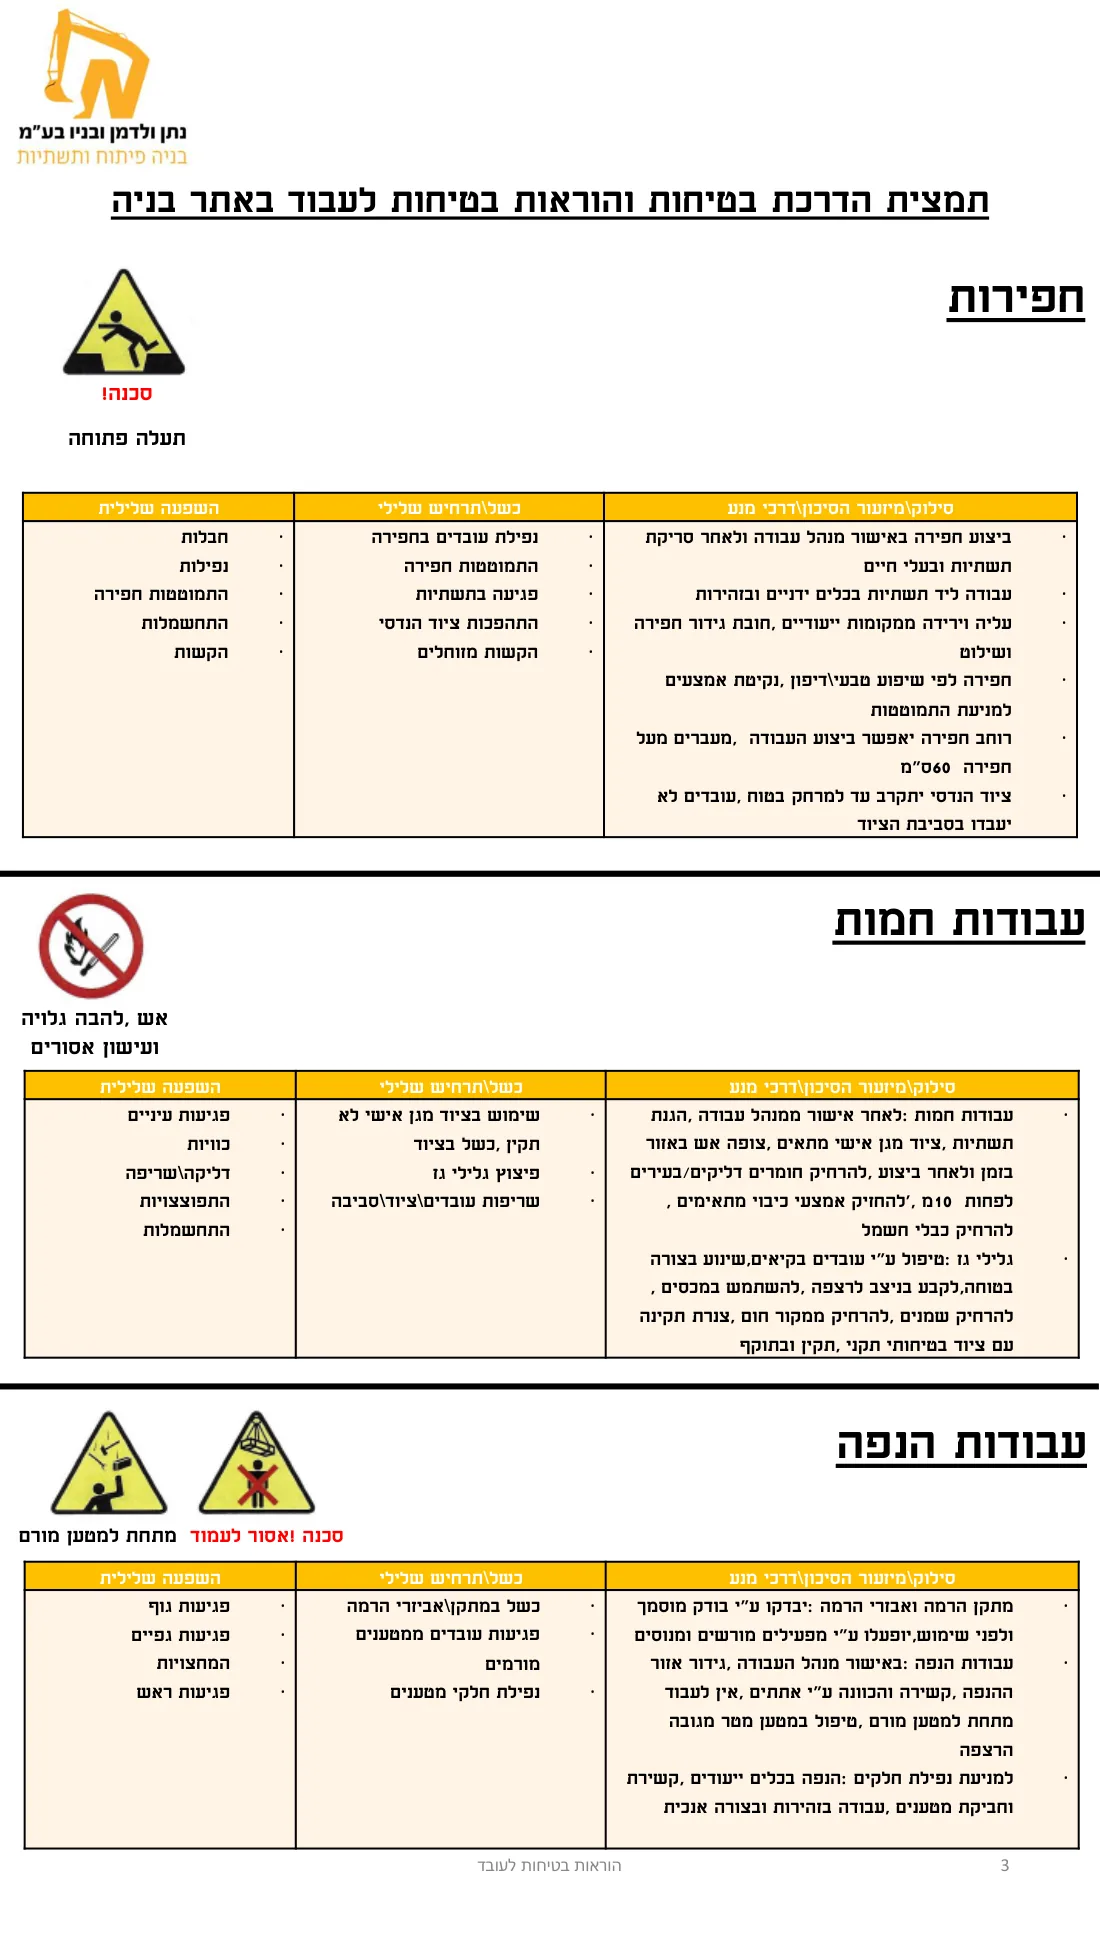 נתן ולדמן ובניו בע"מ
בניה פיתוח ותשתיות
תמצית הדרכת בטיחות והוראות בטיחות לעבוד באתר בניה
חפירות
סכנה!
תעלה פתוחה
סילוק\מיזעור הסיכון\דרכי מנע
· ביצוע חפירה באישור מנהל עבודה ולאחר סריקת
תשתיות ובעלי חיים
· עבודה ליד תשתיות בכלים ידניים ובזהירות
· עליה וירידה ממקומות ייעודיים ,חובת גידור חפירה
ושילוט
· חפירה לפי שיפוע טבעי\דיפון ,נקיטת אמצעים
למניעת התמוטטות
· רוחב חפירה יאפשר ביצוע העבודה ,מעברים מעל
חפירה 60ס"מ
· ציוד הנדסי יתקרב עד למרחק בטוח ,עובדים לא
יעבדו בסביבת הציוד
כשל\תרחיש שלילי
· נפילת עובדים בחפירה
· התמוטטות חפירה
· פגיעה בתשתיות
· התהפכות ציוד הנדסי
· הקשות מזוחלים
השפעה שלילית
· חבלות
· נפילות
· התמוטטות חפירה
· התחשמלות
· הקשות
עבודות חמות
אש ,להבה גלויה
ועישון אסורים
סילוק\מיזעור הסיכון\דרכי מנע
· עבודות חמות :לאחר אישור ממנהל עבודה ,הגנת
תשתיות ,ציוד מגן אישי מתאים ,צופה אש באזור
בזמן ולאחר ביצוע ,להרחיק חומרים דליקים/בעירים
לפחות 10מ ,'להחזיק אמצעי כיבוי מתאימים ,
להרחיק כבלי חשמל
· גלילי גז :טיפול ע"י עובדים בקיאים,שינוע בצורה
בטוחה,לקבע בניצב לרצפה ,להשתמש במכסים ,
להרחיק שמנים ,להרחיק ממקור חום ,צנרת תקינה
עם ציוד בטיחותי תקני ,תקין ובתוקף
כשל\תרחיש שלילי
· שימוש בציוד מגן אישי לא
תקין ,כשל בציוד
· פיצוץ גלילי גז
· שריפות עובדים\ציוד\סביבה
השפעה שלילית
· פגיעות עיניים
· כוויות
· דליקה\שריפה
· התפוצצויות
· התחשמלות
עבודות הנפה
סכנה !אסור לעמוד מתחת למטען מורם
סילוק\מיזעור הסיכון\דרכי מנע
· מתקן הרמה ואבזרי הרמה :יבדקו ע"י בודק מוסמך
ולפני שימוש,יופעלו ע"י מפעילים מורשים ומנוסים
· עבודות הנפה :באישור מנהל העבודה ,גידור אזור
ההנפה ,קשירה והכוונה ע"י אתתים ,אין לעבוד
מתחת למטען מורם ,טיפול במטען מטר מגובה
הרצפה
· למניעת נפילת חלקים :הנפה בכלים ייעודים ,קשירת
וחביקת מטענים ,עבודה בזהירות ובצורה אנכית
כשל\תרחיש שלילי
· כשל במתקן\אביזרי הרמה
· פגיעות עובדים ממטענים
מורמים
· נפילת חלקי מטענים
השפעה שלילית
· פגיעות גוף
· פגיעות גפיים
· המחצויות
· פגיעות ראש
הוראות בטיחות לעובד
3